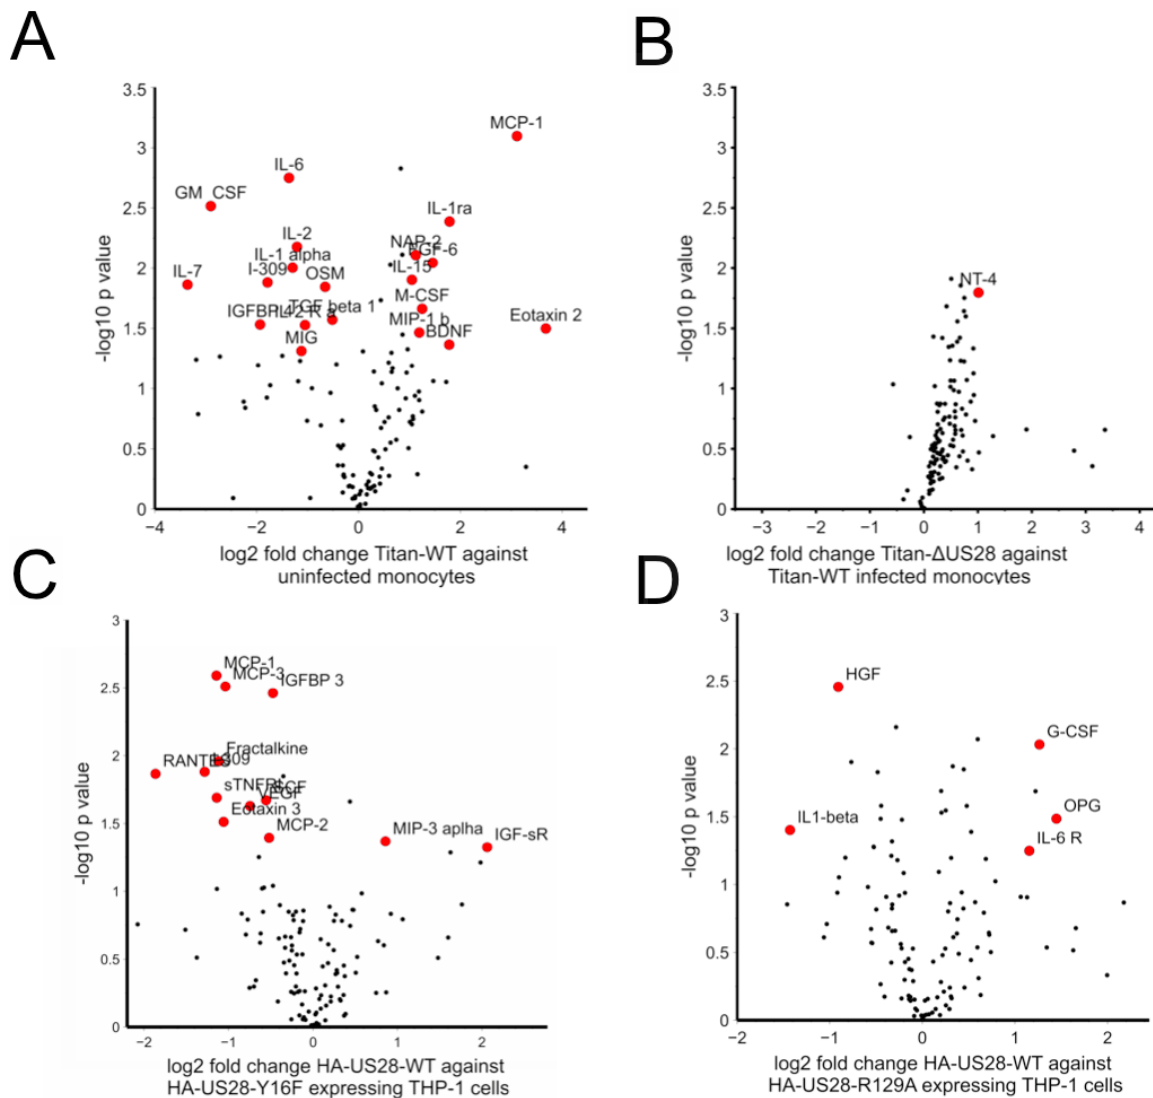 A
3.5
3
2.5
2
1.5
1
0.5
0
-log10 p value
MCP-1
IL-6
GM CSF
IL-1ra
IL-2
NAP-2
FGF-6
IL-1 alpha
IL-15
I-309
IL-7
OSM
M-CSF
TGF beta 1
MIP-1 b
Eotaxin 2
BDNF
MIG
−4
−2
0
2
4
log2 fold change Titan-WT against
uninfected monocytes
B
3.5
3
2.5
2
1.5
1
0.5
0
-log10 p value
NT-4
−3
−2
−1
0
1
2
3
4
log2 fold change Titan-ΔUS28 against
Titan-WT infected monocytes
C
3
2.5
2
1.5
1
0.5
0
-log10 p value
MCP-1
MCP-3
IGFBP 3
Fractalkine
RANTES
VEGF
Eotaxin 3
MCP-2
MIP-3 aplha
IGF-sR
−2
−1
0
1
2
log2 fold change HA-US28-WT against
HA-US28-Y16F expressing THP-1 cells
D
3
2.5
2
1.5
1
0.5
0
-log10 p value
HGF
G-CSF
OPG
IL1-beta
IL-6 R
−2
−1
0
1
2
log2 fold change HA-US28-WT against
HA-US28-R129A expressing THP-1 cells